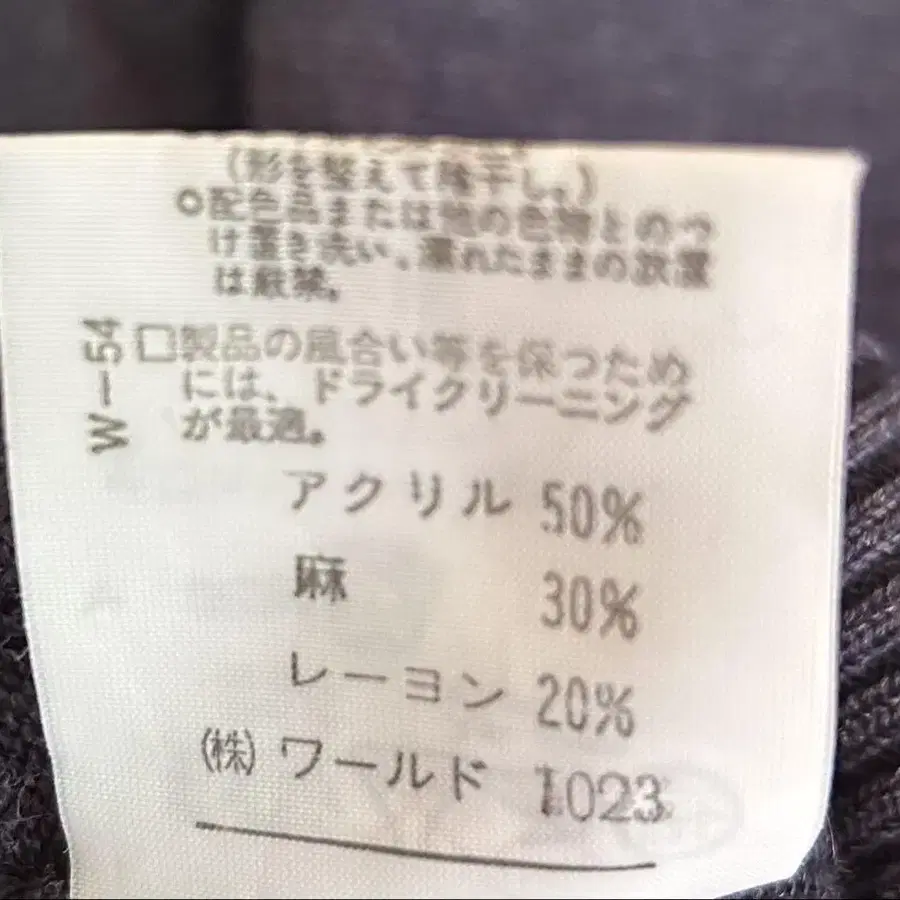 (形を整えて陰干し。)
○配色品または他の色物とのつ
け置き洗い、濡れたままの放置
は厳禁。
W-54
□製品の風合い等を保つため
には、ドライクリーニング
が最適。
アクリル 50%
麻 30%
レーヨン 20%
(株) ワールド 1023